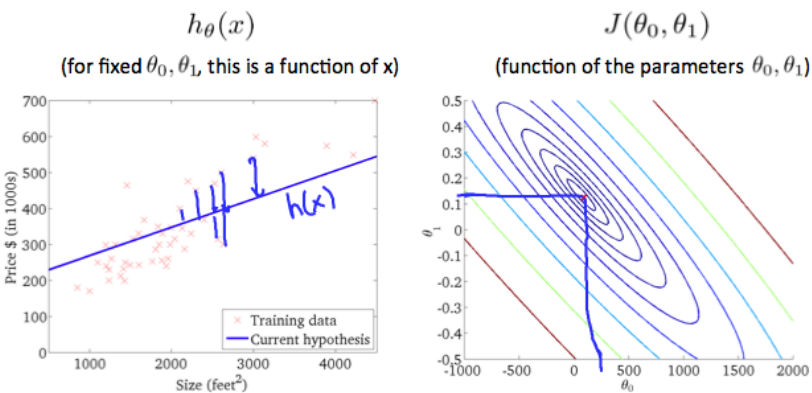 hθ(x)
(for fixed θ0, θ1, this is a function of x)
700
600
500
400
300
200
100
0
Price $ (in 1000s)
1000
2000
3000
4000
Size (feet²)
h(x)
Training data
Current hypothesis
J(θ0, θ1)
(function of the parameters θ0, θ1)
0.5
0.4
0.3
0.2
0.1
0
-0.1
-0.2
-0.3
-0.4
-0.5
θ1
-1000
-500
0
500
1000
1500
2000
θ0